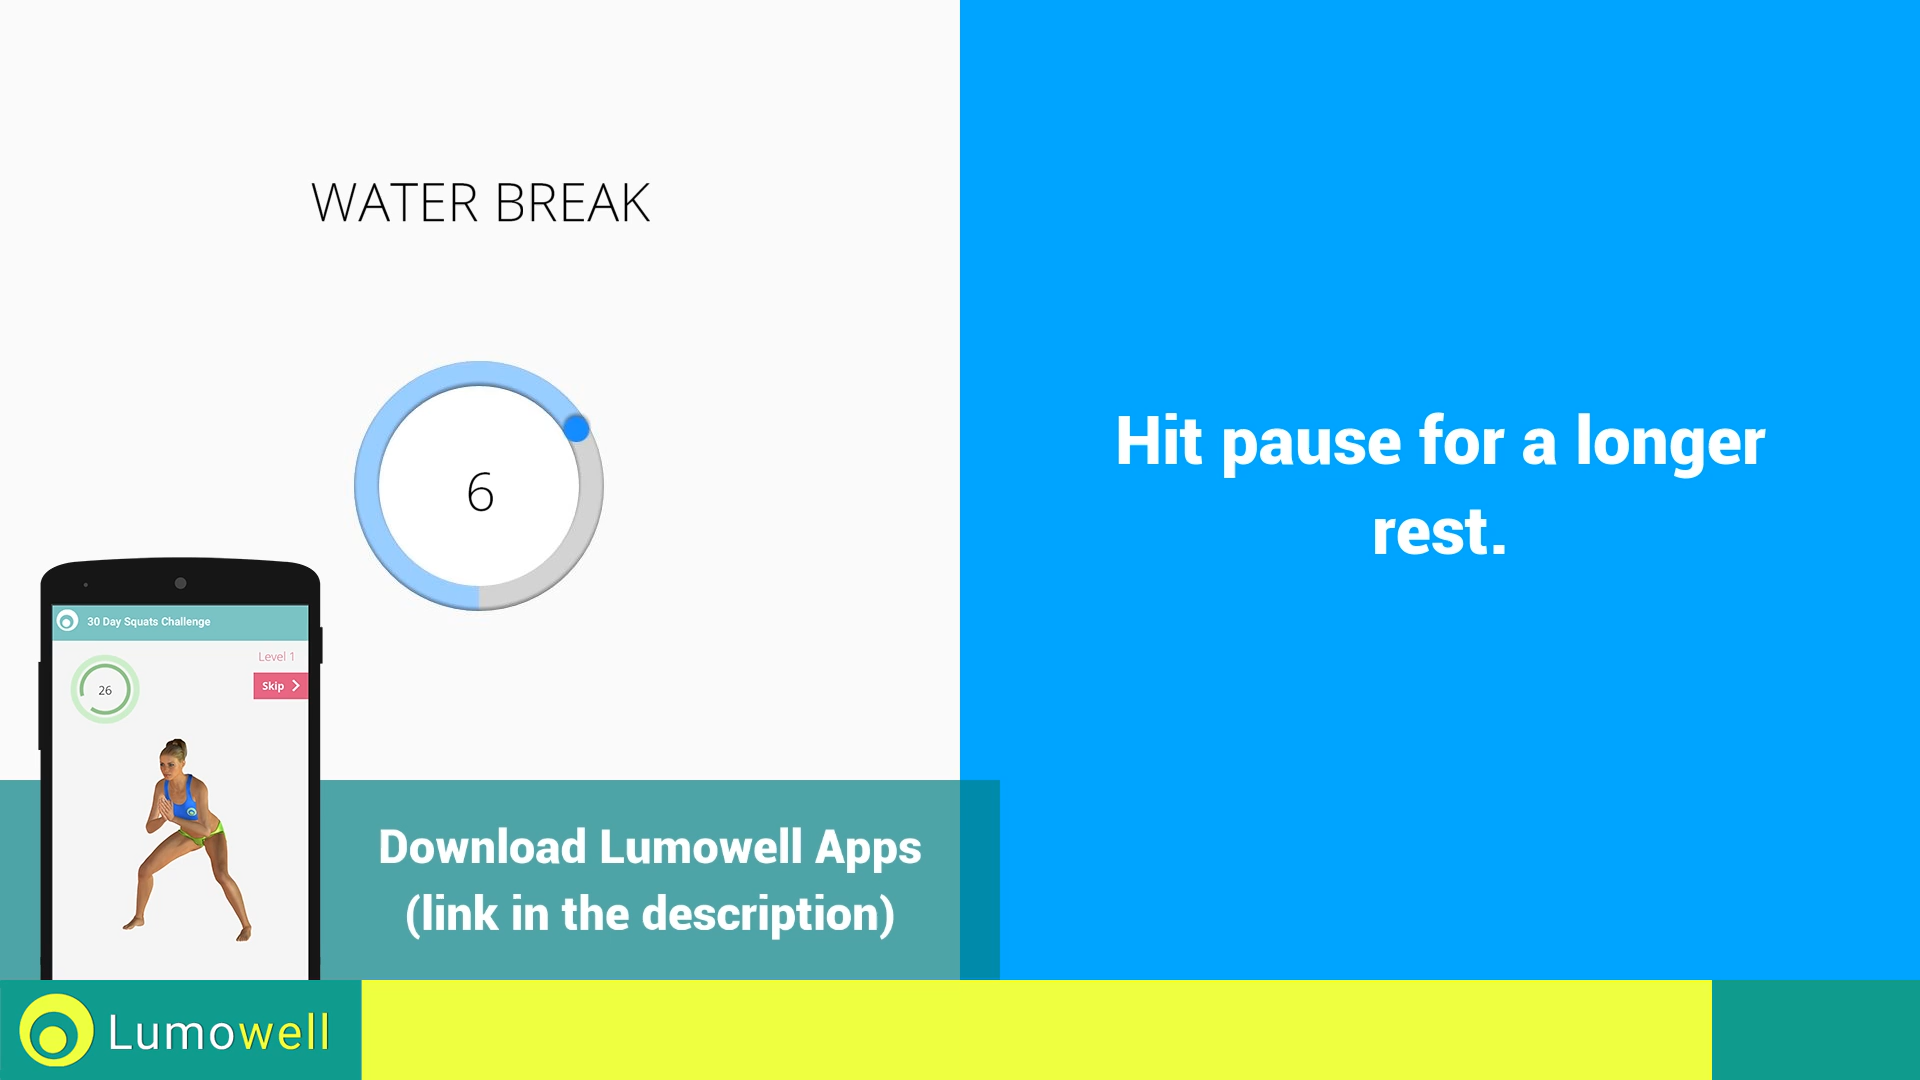 WATER BREAK
6
Hit pause for a longer
rest.
30 Day Squats Challenge
Level 1
26
Skip
Download Lumowell Apps
(link in the description)
Lumowell